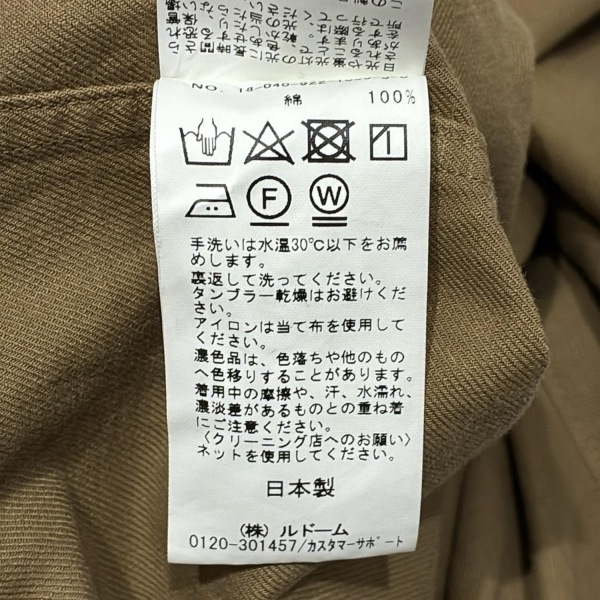 綿 100%
F
W
手洗いは水温30℃以下をお薦
めします。
裏返して洗ってください。
タンブラー乾燥はお避けくだ
さい。
アイロンは当て布を使用して
ください。
濃色品は、色落ちや他のもの
へ色移りすることがあります。
着用中の摩擦や、汗、水濡れ、
濃淡差があるものとの重ね着
にご注意ください。
〈クリーニング店へのお願い〉
ネットを使用してください。
日本製
(株) ルドーム
0120-301457/カスタマーサポート